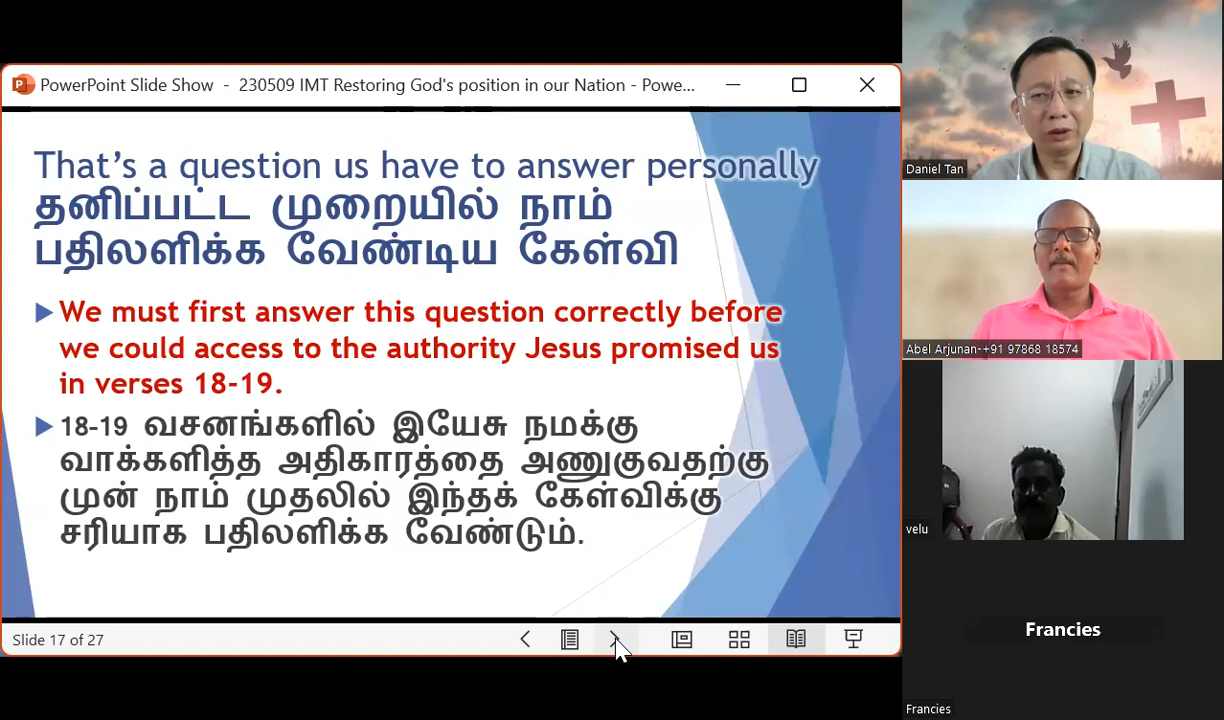 PowerPoint Slide Show - 230509 IMT Restoring God's position in our Nation - Powe...
That's a question us have to answer personally
தனிப்பட்ட முறையில் நாம்
பதிலளிக்க வேண்டிய கேள்வி
We must first answer this question correctly before
we could access to the authority Jesus promised us
in verses 18-19.
18-19 வசனங்களில் இயேசு நமக்கு
வாக்களித்த அதிகாரத்தை அணுகுவதற்கு
முன் நாம் முதலில் இந்தக் கேள்விக்கு
சரியாக பதிலளிக்க வேண்டும்.
Slide 17 of 27
Daniel Tan
Abel Arjunan-+91 97868 18574
velu
Francies
Francies